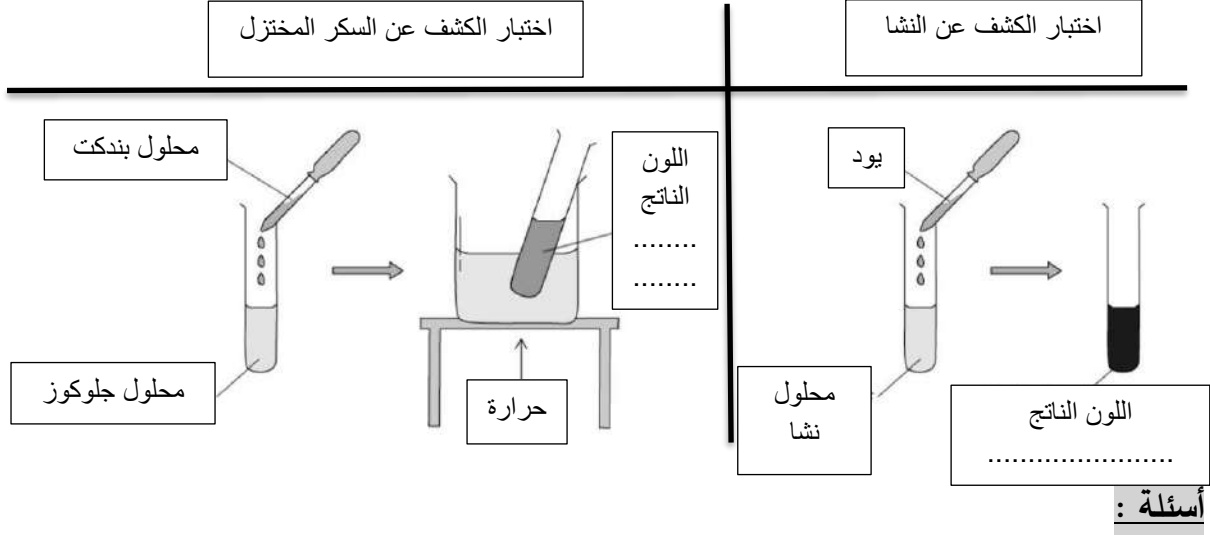 اختبار الكشف عن النشا
اختبار الكشف عن السكر المختزل
يود
محلول
نشا
اللون الناتج
.......................
محلول بندكت
محلول جلوكوز
حرارة
اللون
الناتج
........
........
أسئلة :